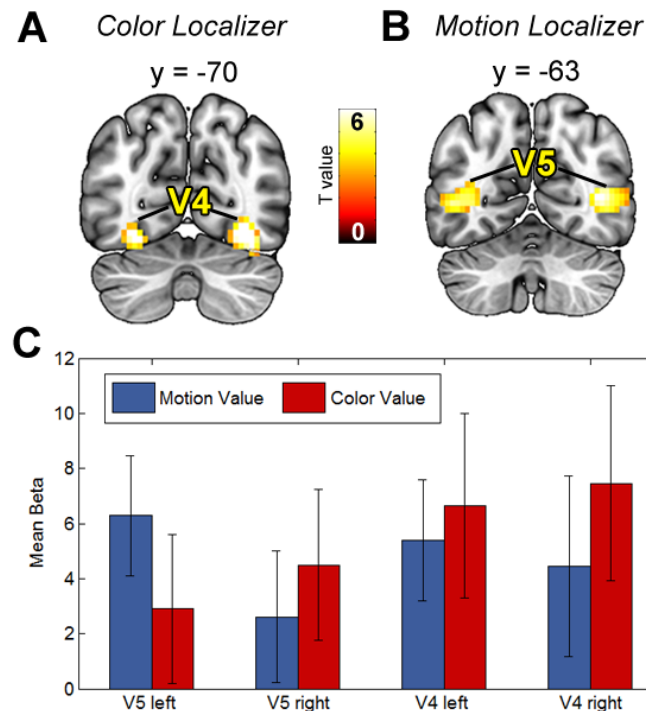 A
Color Localizer
y = -70
V4
6
T value
0
B
Motion Localizer
y = -63
V5
C
12
10
8
6
4
2
0
Mean Beta
Motion Value
Color Value
V5 left
V5 right
V4 left
V4 right